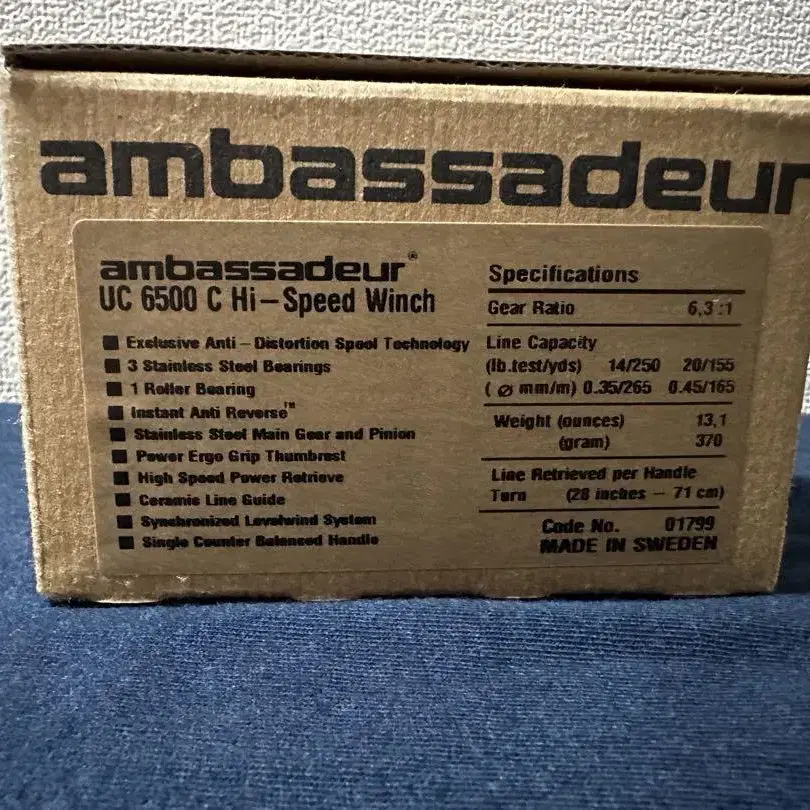 ambassadeur
ambassadeur®
UC 6500 C Hi-Speed Winch
■ Exclusive Anti-Distortion Spool Technology
■ 3 Stainless Steel Bearings
■ 1 Roller Bearing
■ Instant Anti Reverse™
■ Stainless Steel Main Gear and Pinion
■ Power Ergo Grip Thumbrest
■ High Speed Power Retrieve
■ Ceramic Line Guide
■ Synchronized Levelwind System
■ Single Counter Balanced Handle
Specifications
Gear Ratio 6,3:1
Line Capacity
(lb.test/yds) 14/250 20/155
(Ø mm/m) 0.35/265 0.45/165
Weight (ounces) 13,1
(gram) 370
Line Retrieved per Handle
Turn (28 inches - 71 cm)
Code No. 01799
MADE IN SWEDEN